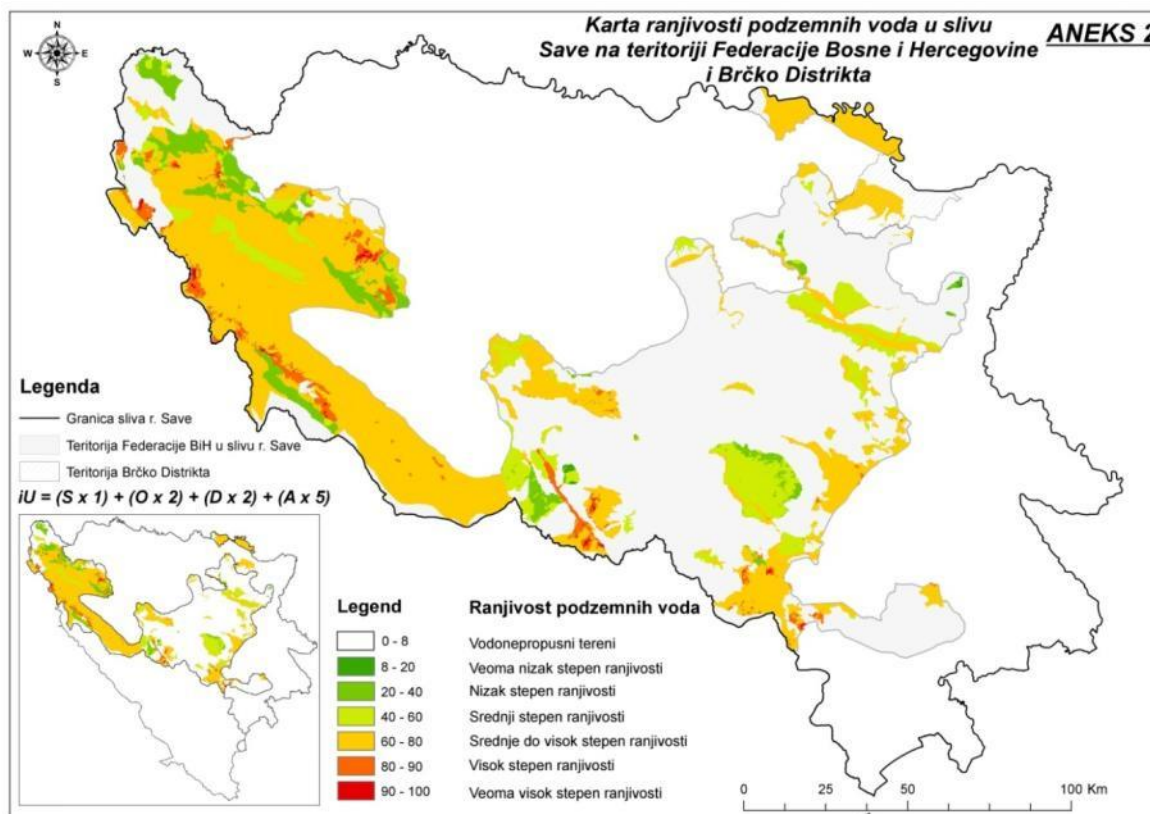 Karta ranjivosti podzemnih voda u slivu
Save na teritoriji Federacije Bosne i Hercegovine
i Brčko Distrikta
ANEKS 2
N
W
E
S
Legenda
Granica sliva r. Save
Teritorija Federacije BiH u slivu r. Save
Teritorija Brčko Distrikta
iU = (S x 1) + (O x 2) + (D x 2) + (A x 5)
Legend
Ranjivost podzemnih voda
0 - 8 Vodonepropusni tereni
8 - 20 Veoma nizak stepen ranjivosti
20 - 40 Nizak stepen ranjivosti
40 - 60 Srednji stepen ranjivosti
60 - 80 Srednje do visok stepen ranjivosti
80 - 90 Visok stepen ranjivosti
90 - 100 Veoma visok stepen ranjivosti
0 25 50 100 Km